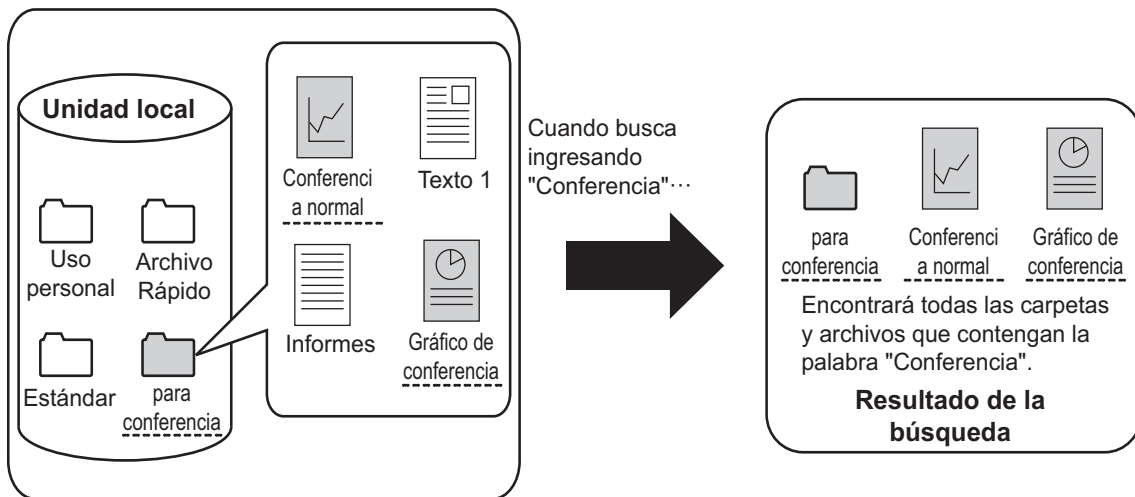 Unidad local
Uso
personal
Archivo
Rápido
Estándar
para
conferencia
Conferenci
a normal
Texto 1
Informes
Gráfico de
conferencia
Cuando busca
ingresando
"Conferencia"···
para
conferencia
Conferenci
a normal
Gráfico de
conferencia
Encontrará todas las carpetas
y archivos que contengan la
palabra "Conferencia".
Resultado de la
búsqueda